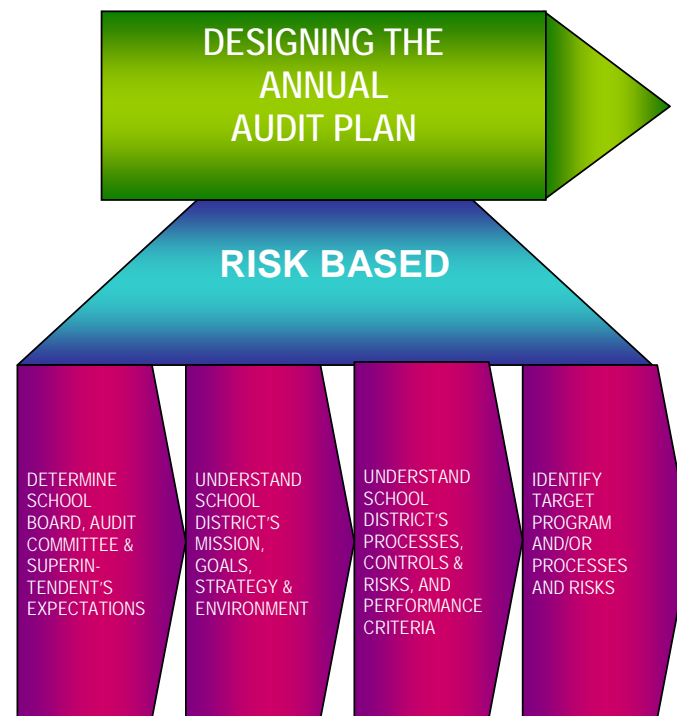 DESIGNING THE
ANNUAL
AUDIT PLAN
RISK BASED
DETERMINE
SCHOOL
BOARD, AUDIT
COMMITTEE &
SUPERIN-
TENDENT'S
EXPECTATIONS
UNDERSTAND
SCHOOL
DISTRICT'S
MISSION,
GOALS,
STRATEGY &
ENVIRONMENT
UNDERSTAND
SCHOOL
DISTRICT'S
PROCESSES,
CONTROLS &
RISKS, AND
PERFORMANCE
CRITERIA
IDENTIFY
TARGET
PROGRAM
AND/OR
PROCESSES
AND RISKS